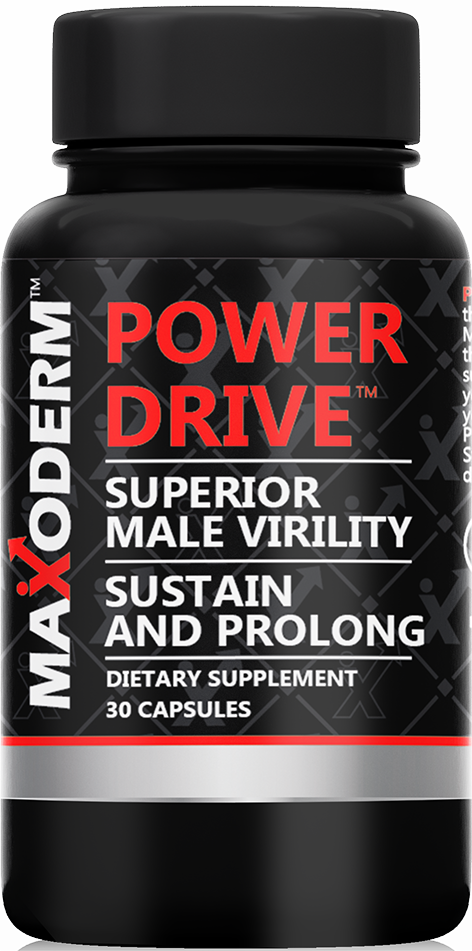 MAXODERM™
POWER
DRIVE™
SUPERIOR
MALE VIRILITY
SUSTAIN
AND PROLONG
DIETARY SUPPLEMENT
30 CAPSULES